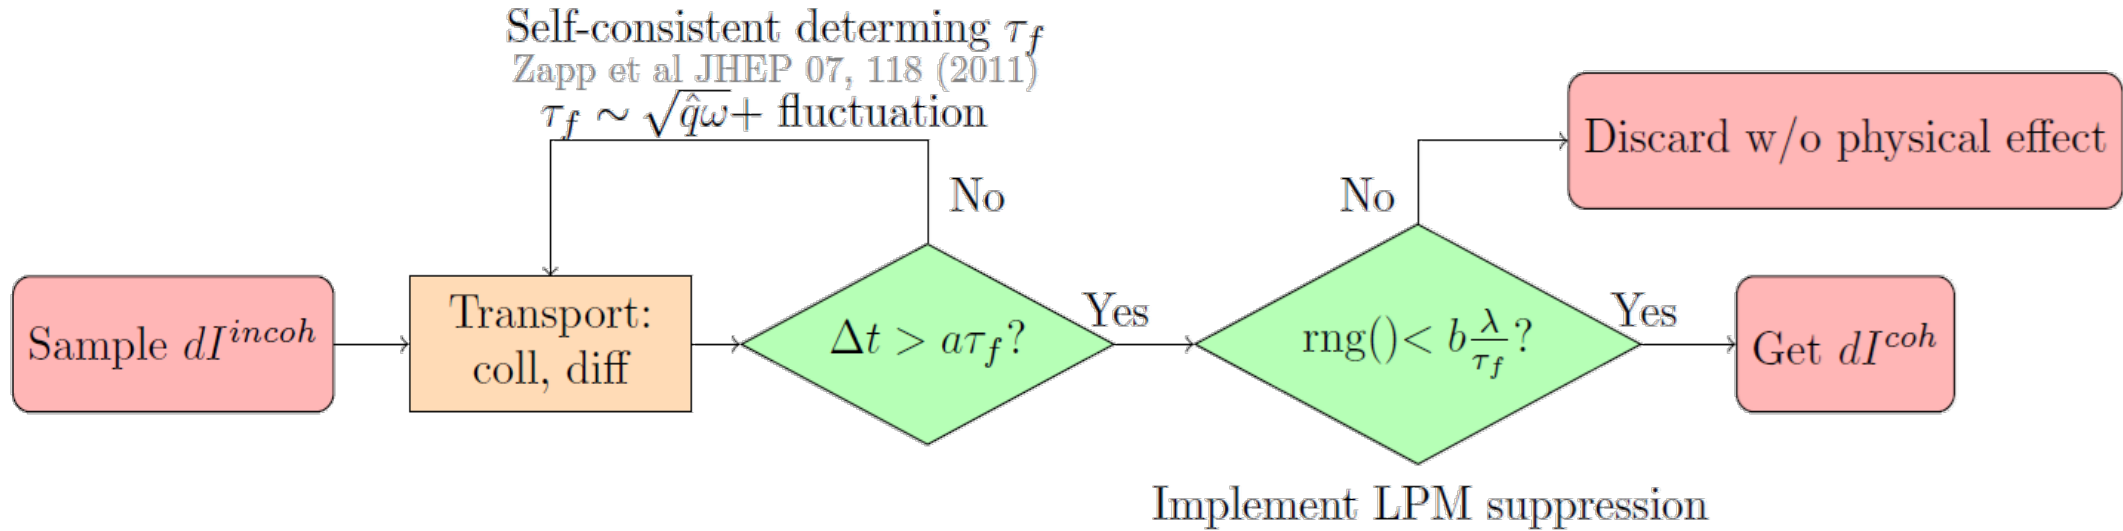 Self-consistent determing τ_f
Zapp et al JHEP 07, 118 (2011)
τ_f ∼ √(q̂ω)+ fluctuation
No
Sample dI^{incoh}
Transport:
coll, diff
Δt > aτ_f?
Yes
No
Discard w/o physical effect
rng()< b λ/τ_f?
Yes
Get dI^{coh}
Implement LPM suppression